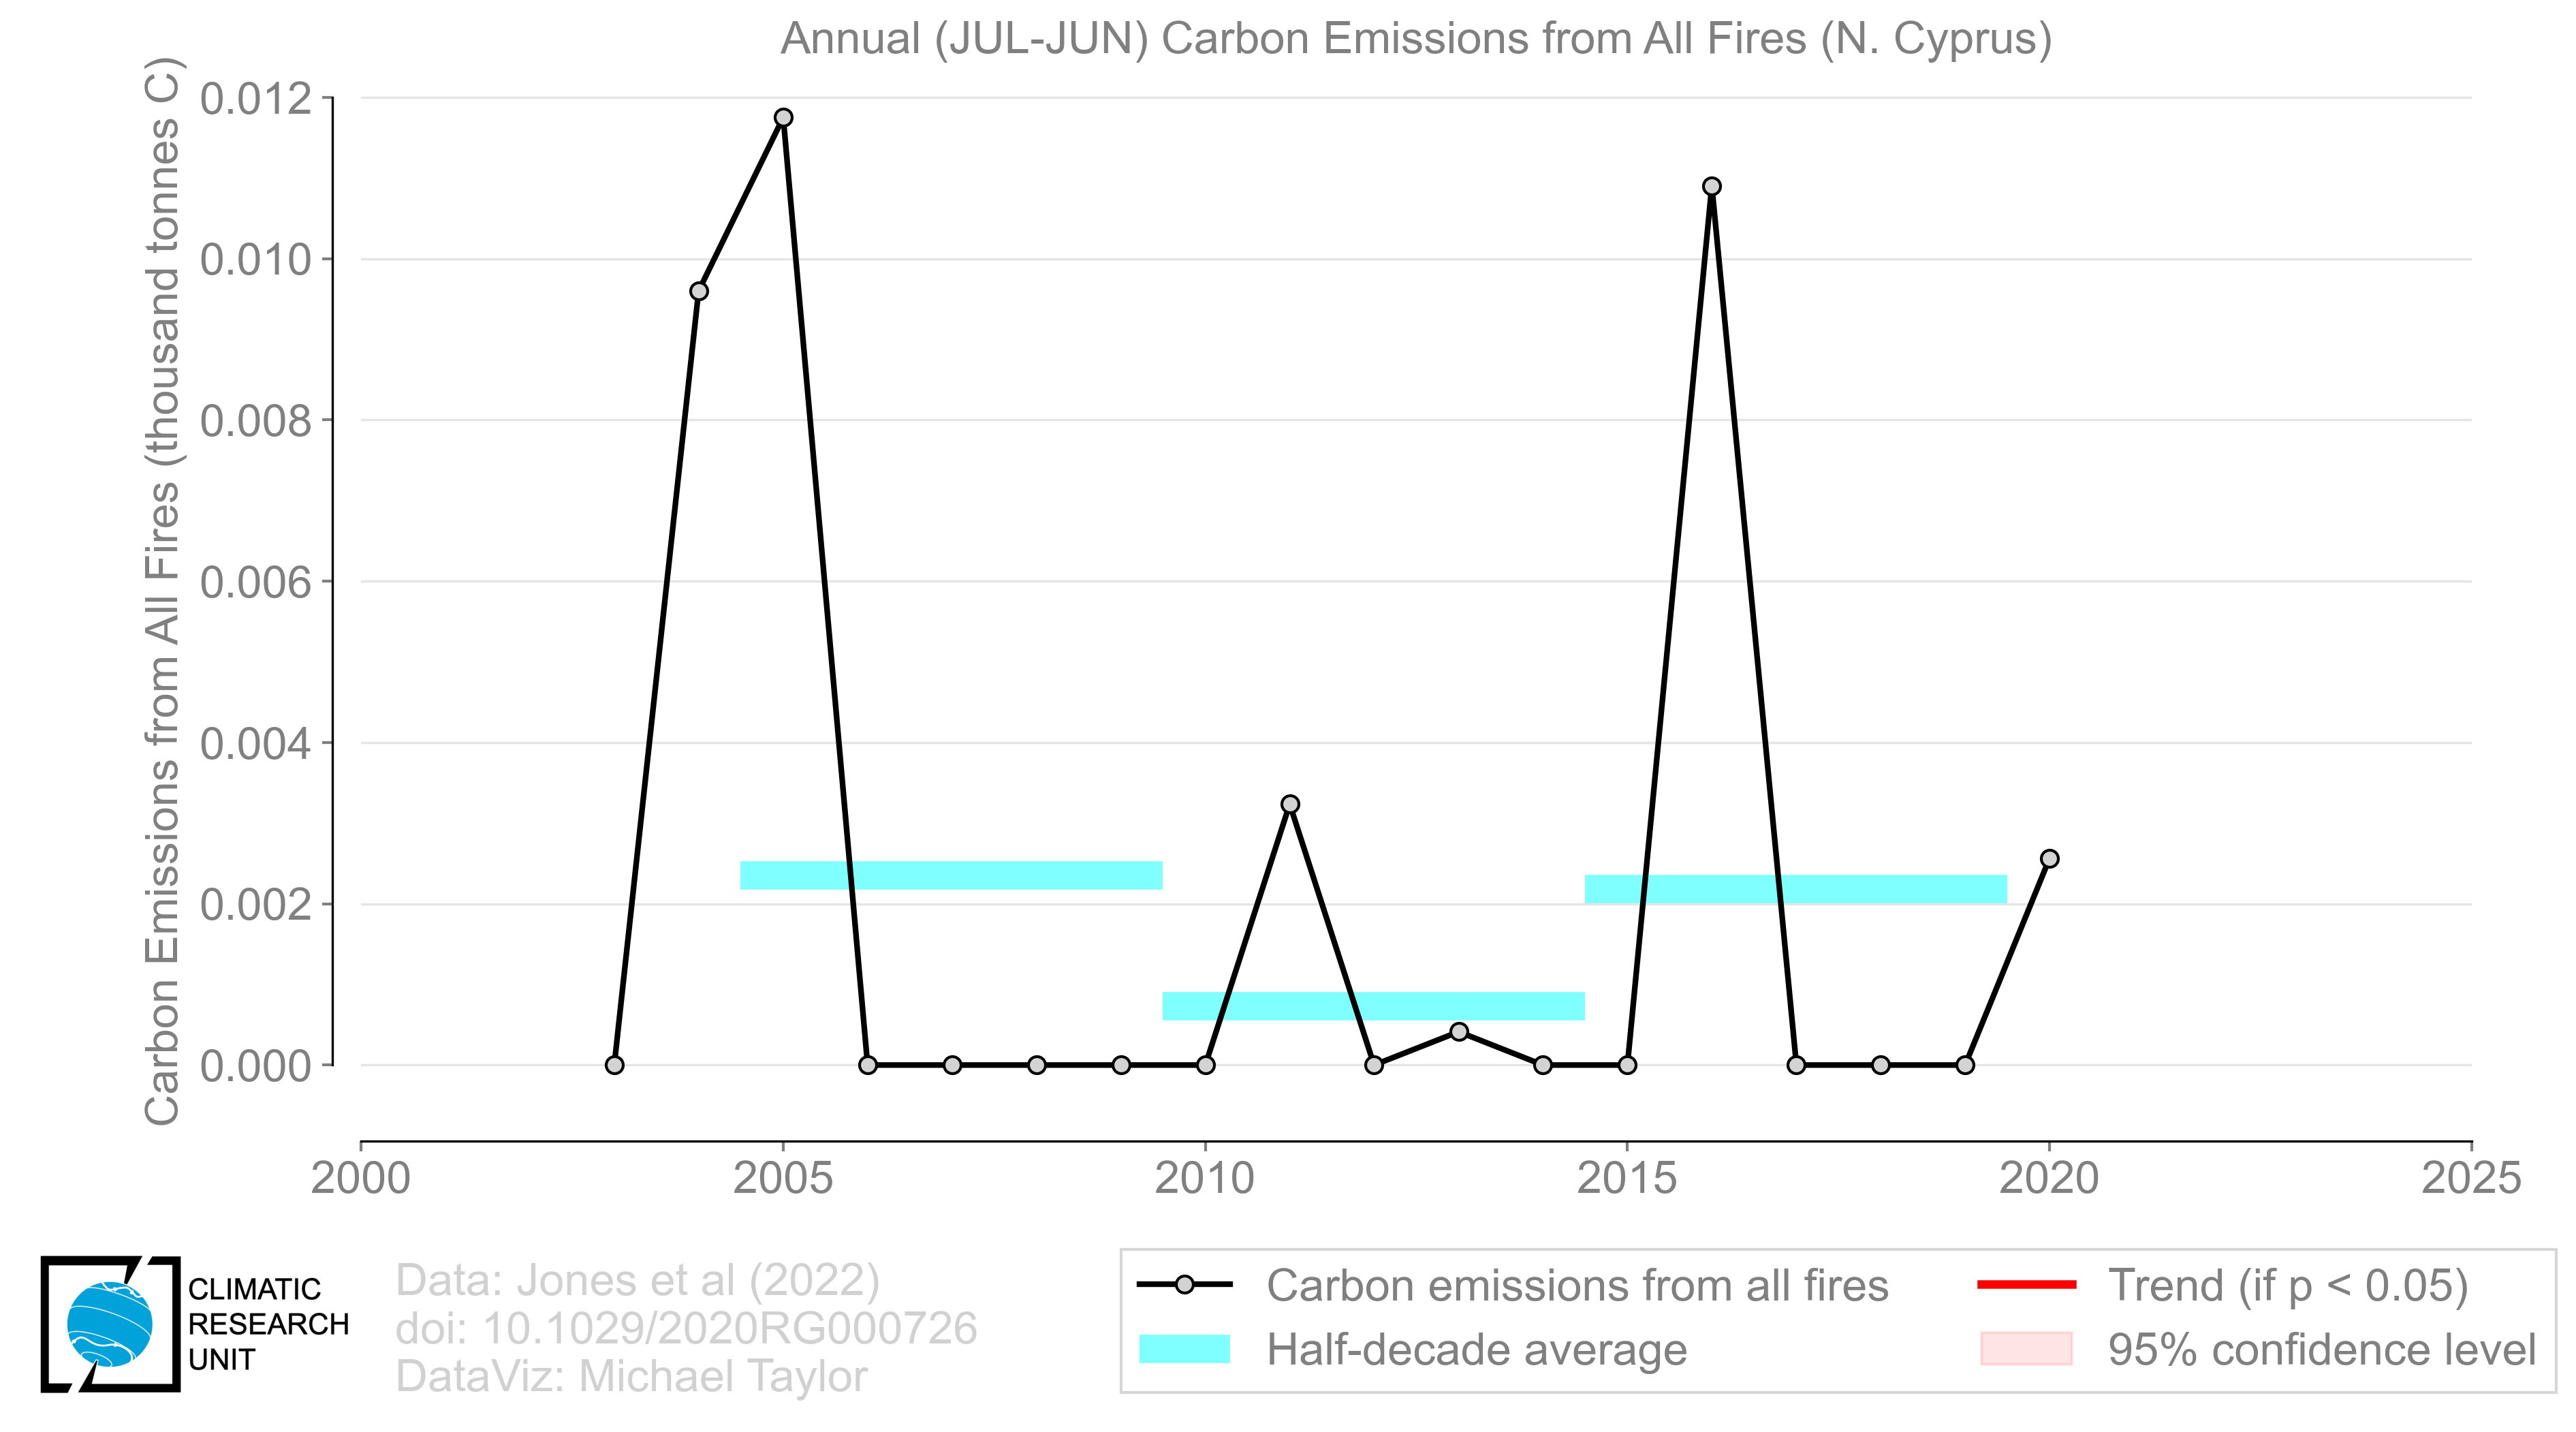 Annual (JUL-JUN) Carbon Emissions from All Fires (N. Cyprus)
Carbon Emissions from All Fires (thousand tonnes C)
0.012
0.010
0.008
0.006
0.004
0.002
0.000
2000 2005 2010 2015 2020 2025
CLIMATIC
RESEARCH
UNIT
Data: Jones et al (2022)
doi: 10.1029/2020RG000726
DataViz: Michael Taylor
Carbon emissions from all fires
Half-decade average
Trend (if p < 0.05)
95% confidence level